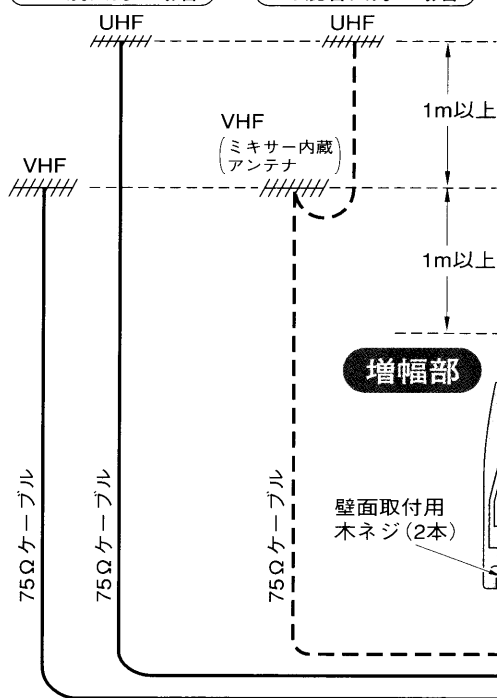 UHF
UHF
1m以上
VHF
(ミキサー内蔵
アンテナ)
VHF
1m以上
増幅部
75Ωケーブル
75Ωケーブル
75Ωケーブル
壁面取付用
木ネジ(2本)